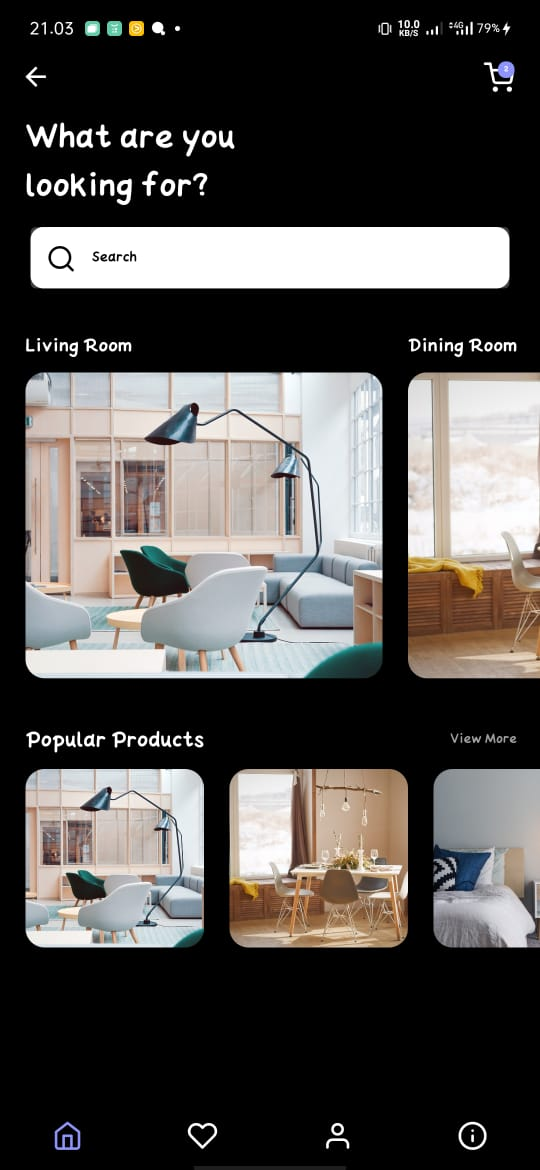 21.03
10.0
KB/S
4G
79%
2
What are you
looking for?
Search
Living Room
Dining Room
Popular Products
View More